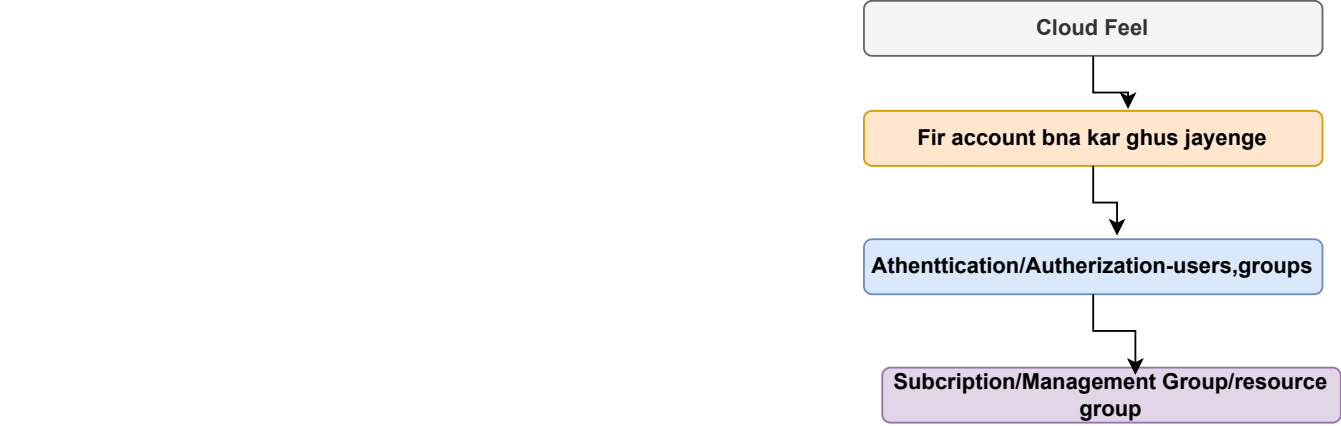 Cloud Feel
Fir account bna kar ghus jayenge
Athenttication/Autherization-users,groups
Subcription/Management Group/resource
group